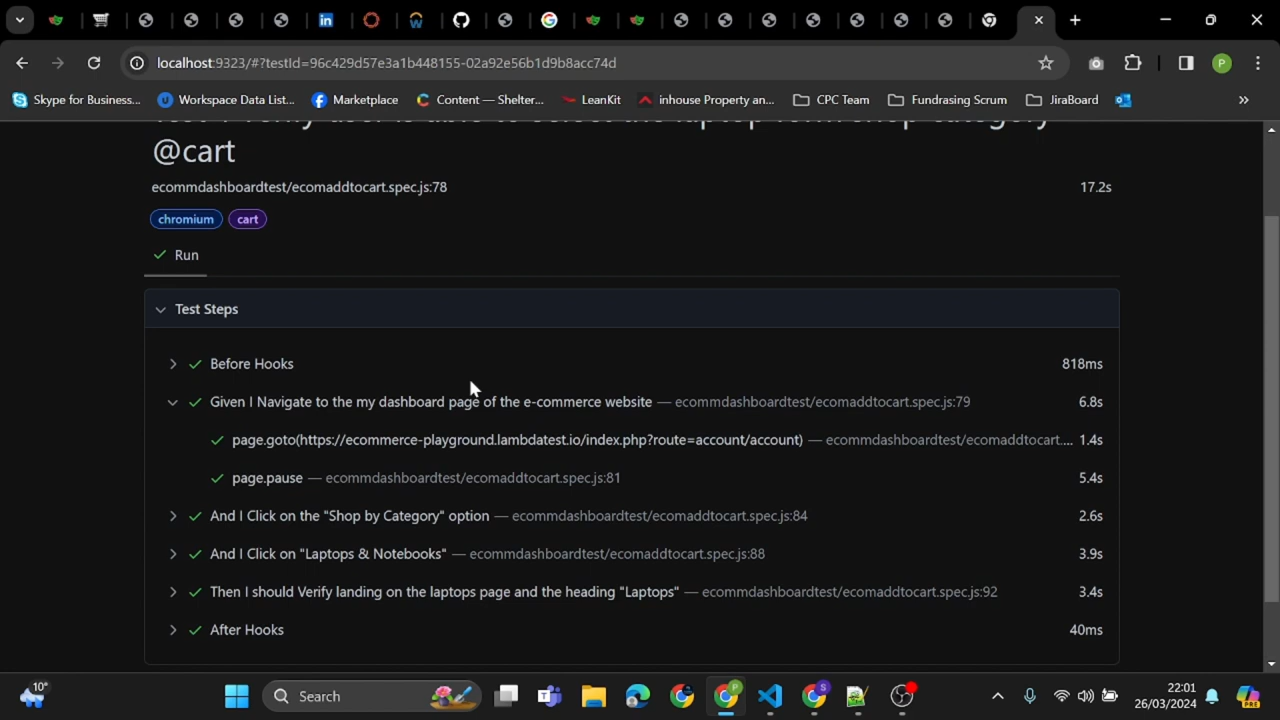 localhost:9323/#?testId=96c429d57e3a1b448155-02a92e56b1d9b8acc74d
P
Skype for Business... Workspace Data List... Marketplace Content — Shelter... LeanKit inhouse Property an... CPC Team Fundrasing Scrum JiraBoard »
@cart
ecommdashboardtest/ecomaddtocart.spec.js:78 17.2s
chromium cart
Run
Test Steps
Before Hooks 818ms
Given I Navigate to the my dashboard page of the e-commerce website — ecommdashboardtest/ecomaddtocart.spec.js:79 6.8s
page.goto(https://ecommerce-playground.lambdatest.io/index.php?route=account/account) — ecommdashboardtest/ecomaddtocart.... 1.4s
page.pause — ecommdashboardtest/ecomaddtocart.spec.js:81 5.4s
And I Click on the "Shop by Category" option — ecommdashboardtest/ecomaddtocart.spec.js:84 2.6s
And I Click on "Laptops & Notebooks" — ecommdashboardtest/ecomaddtocart.spec.js:88 3.9s
Then I should Verify landing on the laptops page and the heading "Laptops" — ecommdashboardtest/ecomaddtocart.spec.js:92 3.4s
After Hooks 40ms
10°
Search
22:01
26/03/2024
PRE